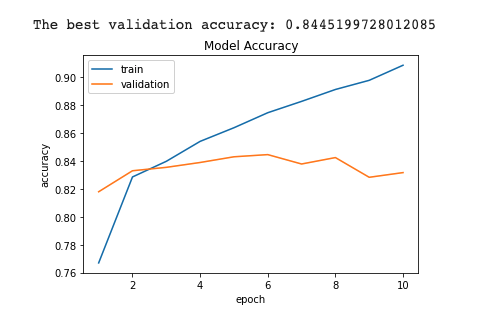 The best validation accuracy: 0.8445199728012085
Model Accuracy
train
validation
0.90
0.88
0.86
0.84
0.82
0.80
0.78
0.76
accuracy
2
4
6
8
10
epoch